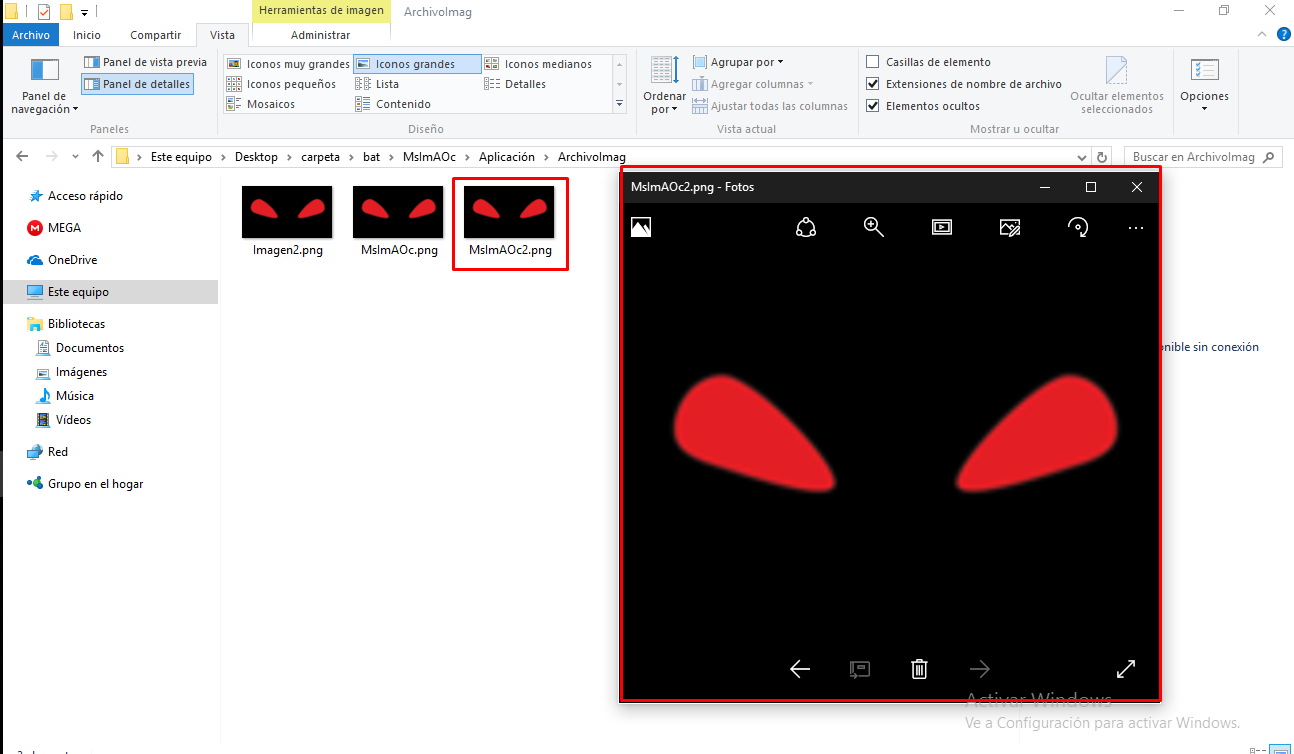 Herramientas de imagen ArchivoImag
Archivo Inicio Compartir Vista Administrar
Panel de navegación
Panel de vista previa
Panel de detalles
Paneles
Iconos muy grandes Iconos grandes Iconos medianos
Iconos pequeños Lista Detalles
Mosaicos Contenido
Diseño
Ordenar por
Agrupar por
Agregar columnas
Ajustar todas las columnas
Vista actual
Casillas de elemento
Extensiones de nombre de archivo
Elementos ocultos
Ocultar elementos
seleccionados
Mostrar u ocultar
Opciones
Este equipo Desktop carpeta bat MsImAOc Aplicación ArchivoImag
Buscar en ArchivoImag
Acceso rápido
MEGA
OneDrive
Este equipo
Bibliotecas
Documentos
Imágenes
Música
Vídeos
Red
Grupo en el hogar
Imagen2.png MsImAOc.png MsImAOc2.png
MsImAOc2.png - Fotos
sin conexión
Activar Windows
Ve a Configuración para activar Windows.